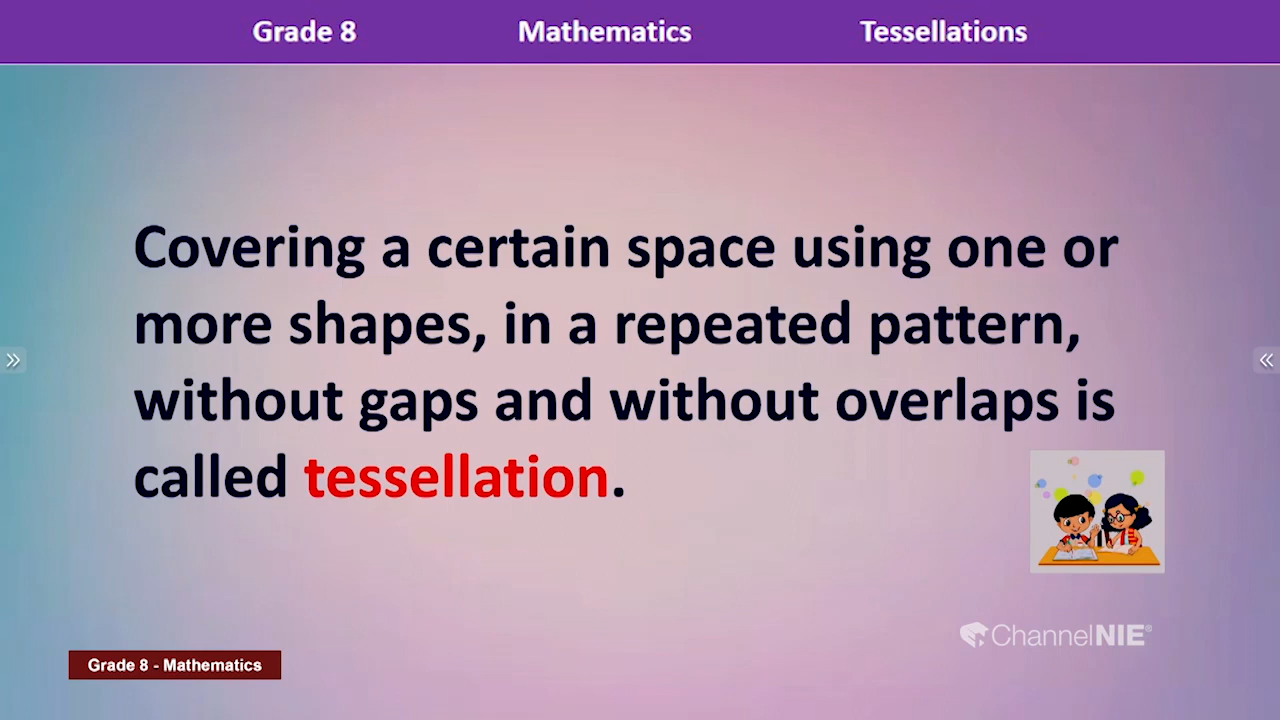 Grade 8 Mathematics Tessellations
Covering a certain space using one or
more shapes, in a repeated pattern,
without gaps and without overlaps is
called tessellation.
ChannelNIE®
Grade 8 - Mathematics